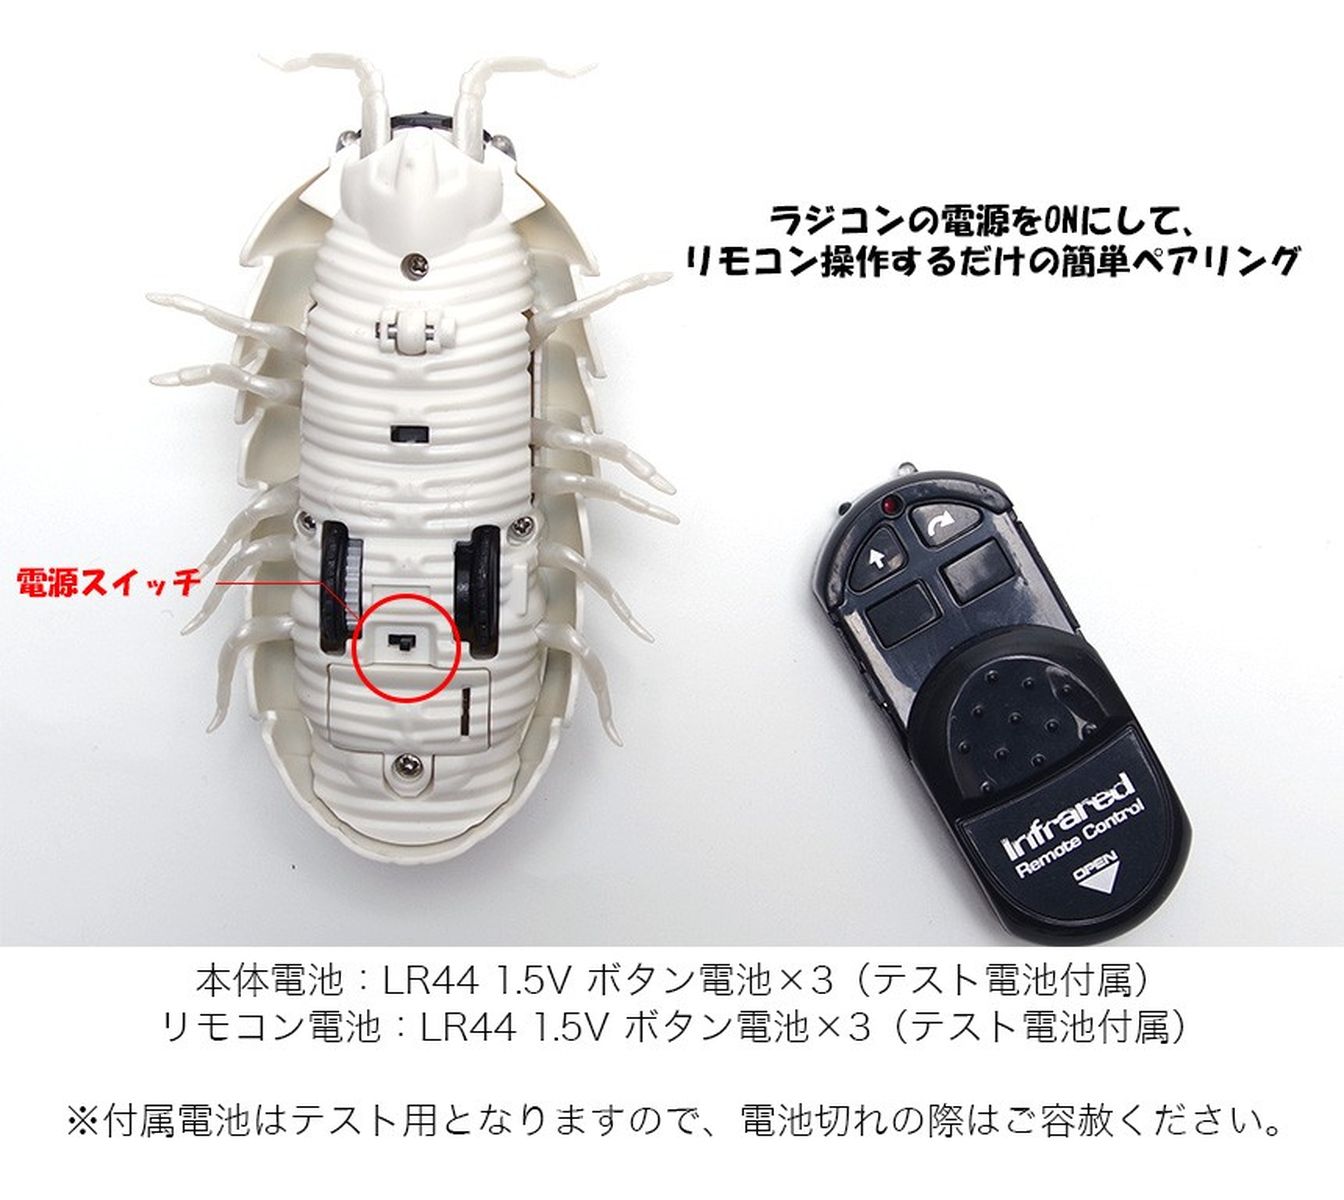 ラジコンの電源をONにして、
リモコン操作するだけの簡単ペアリング
電源スイッチ
Infrared
Remote Control
OPEN
本体電池：LR44 1.5V ボタン電池×3（テスト電池付属）
リモコン電池：LR44 1.5V ボタン電池×3（テスト電池付属）
※付属電池はテスト用となりますので、電池切れの際はご容赦ください。